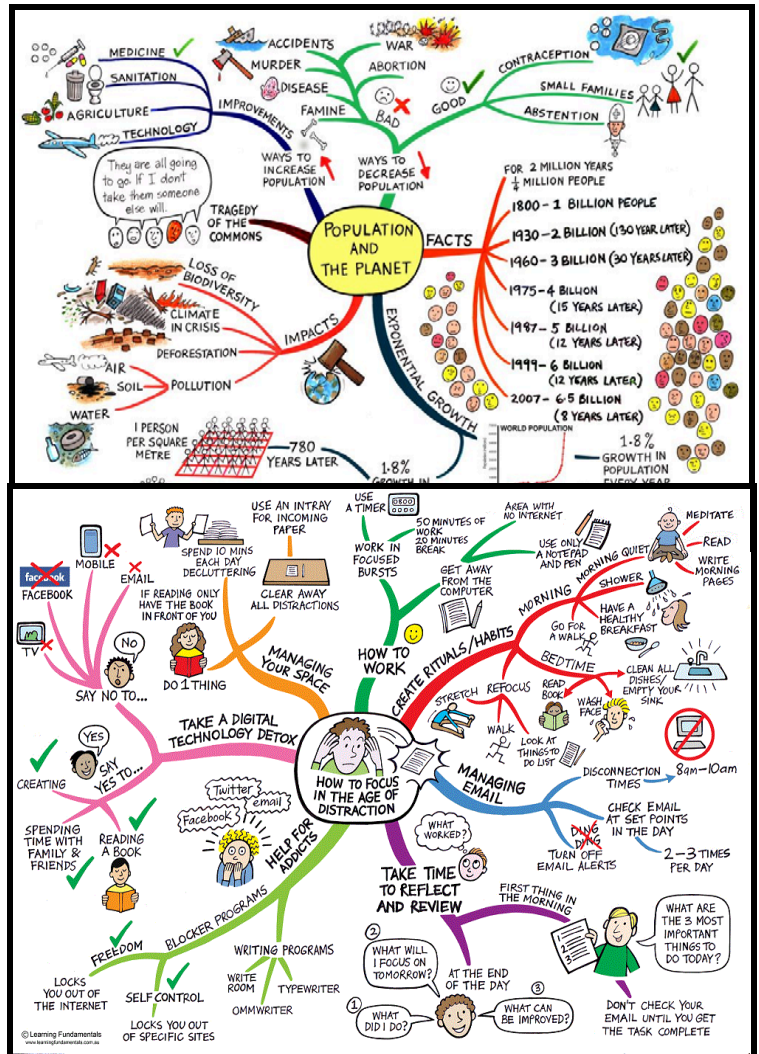 MEDICINE
SANITATION
AGRICULTURE
TECHNOLOGY
IMPROVEMENTS
WAYS TO
INCREASE
POPULATION
ACCIDENTS
MURDER
DISEASE
FAMINE
WAR
ABORTION
BAD
GOOD
WAYS TO
DECREASE
POPULATION
CONTRACEPTION
SMALL FAMILIES
ABSTENTION
They are all going
to go. If I don't
take them someone
else will.
TRAGEDY
OF THE
COMMONS
POPULATION
AND
THE PLANET
FACTS
FOR 2 MILLION YEARS
¼ MILLION PEOPLE
1800 - 1 BILLION PEOPLE
1930 - 2 BILLION (130 YEAR LATER)
1960 - 3 BILLION (30 YEARS LATER)
1975 - 4 BILLION
(15 YEARS LATER)
1987 - 5 BILLION
(12 YEARS LATER)
1999 - 6 BILLION
(12 YEARS LATER)
2007 - 6.5 BILLION
(8 YEARS LATER)
LOSS OF
BIODIVERSITY
CLIMATE
IN CRISIS
DEFORESTATION
IMPACTS
AIR
SOIL
WATER
POLLUTION
EXPONENTIAL GROWTH
1 PERSON
PER SQUARE
METRE
780
YEARS LATER
1.8%
GROWTH IN
WORLD POPULATION
1.8%
GROWTH IN
POPULATION
EVERY YEAR
USE AN INTRAY
FOR INCOMING
PAPER
SPEND 10 MINS
EACH DAY
DECLUTTERING
CLEAR AWAY
ALL DISTRACTIONS
IF READING ONLY
HAVE THE BOOK
IN FRONT OF YOU
DO 1 THING
MANAGING
YOUR SPACE
USE
A TIMER
0800
50 MINUTES OF
WORK
20 MINUTES
BREAK
WORK IN
FOCUSED
BURSTS
AREA WITH
NO INTERNET
USE ONLY
A NOTEPAD
AND PEN
GET AWAY
FROM THE
COMPUTER
HOW TO
WORK
CREATE RITUALS/HABITS
MORNING
MORNING QUIET
MEDITATE
READ
WRITE
MORNING
PAGES
SHOWER
HAVE A
HEALTHY
BREAKFAST
GO FOR
A WALK
BEDTIME
READ
BOOK
WASH
FACE
CLEAN ALL
DISHES/
EMPTY YOUR
SINK
REFOCUS
STRETCH
WALK
LOOK AT
THINGS TO
DO LIST
MOBILE
EMAIL
facebook
FACEBOOK
TV
NO
SAY NO TO...
TAKE A DIGITAL
TECHNOLOGY DETOX
YES
SAY
YES TO...
CREATING
SPENDING
TIME WITH
FAMILY &
FRIENDS
READING
A BOOK
HOW TO FOCUS
IN THE AGE OF
DISTRACTION
MANAGING
EMAIL
DISCONNECTION
TIMES
8am-10am
CHECK EMAIL
AT SET POINTS
IN THE DAY
2-3 TIMES
PER DAY
DING
DING
TURN OFF
EMAIL ALERTS
Twitter
email
Facebook
HELP FOR
ADDICTS
BLOCKER PROGRAMS
FREEDOM
LOCKS
YOU OUT OF
THE INTERNET
SELF CONTROL
LOCKS YOU OUT
OF SPECIFIC SITES
WRITING PROGRAMS
WRITE
ROOM
OMMWRITER
TYPEWRITER
WHAT
WORKED?
TAKE TIME
TO REFLECT
AND REVIEW
FIRST THING IN
THE MORNING
1
2
3
WHAT ARE
THE 3 MOST
IMPORTANT
THINGS TO
DO TODAY?
DON'T CHECK YOUR
EMAIL UNTIL YOU GET
THE TASK COMPLETE
AT THE END
OF THE DAY
2
WHAT WILL
I FOCUS ON
TOMORROW?
1
WHAT
DID I DO?
3
WHAT CAN
BE IMPROVED?
© Learning Fundamentals
www.learningfundamentals.com.au